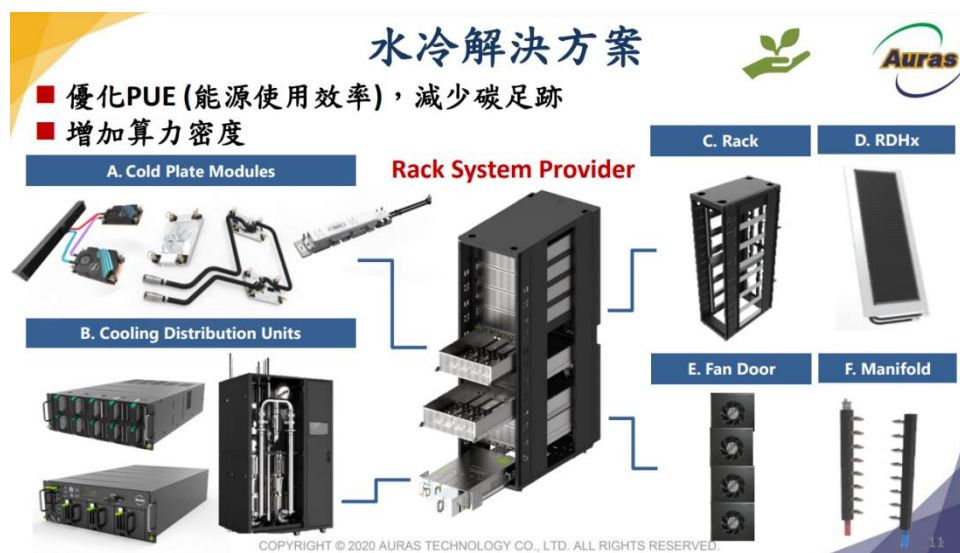 水冷解決方案
Auras
■ 優化PUE (能源使用效率)，減少碳足跡
■ 增加算力密度
A. Cold Plate Modules
Rack System Provider
C. Rack
D. RDHx
B. Cooling Distribution Units
E. Fan Door
F. Manifold
COPYRIGHT © 2020 AURAS TECHNOLOGY CO., LTD. ALL RIGHTS RESERVED.
11